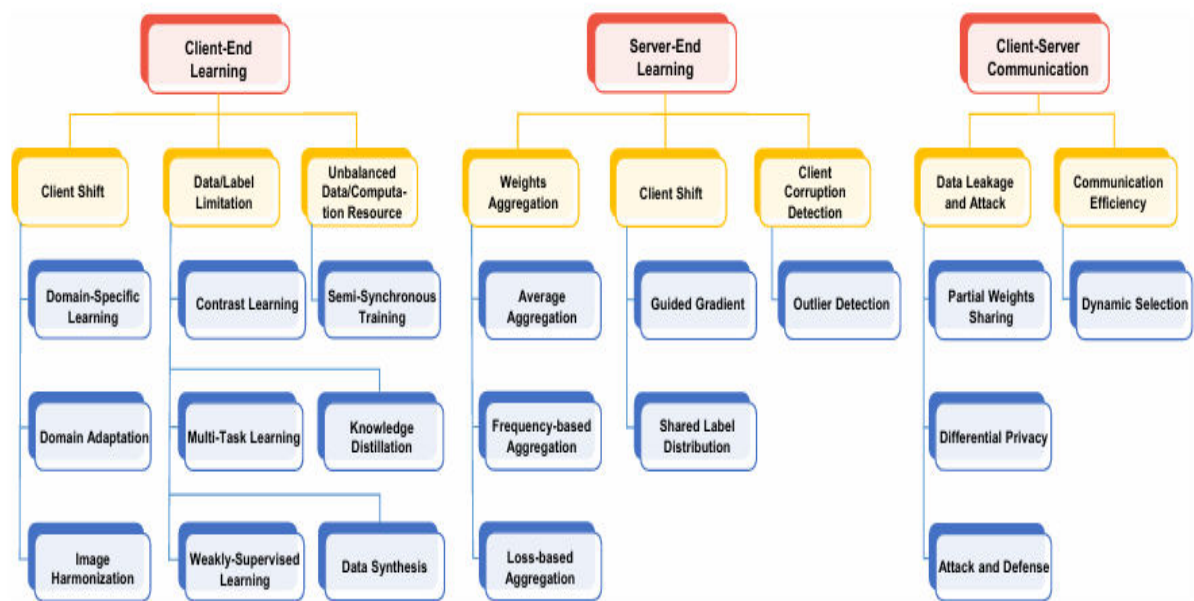 Client-End
Learning
Server-End
Learning
Client-Server
Communication
Client Shift
Data/Label
Limitation
Unbalanced
Data/Computa-
tion Resource
Weights
Aggregation
Client Shift
Client
Corruption
Detection
Data Leakage
and Attack
Communication
Efficiency
Domain-Specific
Learning
Contrast Learning
Semi-Synchronous
Training
Average
Aggregation
Guided Gradient
Outlier Detection
Partial Weights
Sharing
Dynamic Selection
Domain Adaptation
Multi-Task Learning
Knowledge
Distillation
Frequency-based
Aggregation
Shared Label
Distribution
Differential Privacy
Image
Harmonization
Weakly-Supervised
Learning
Data Synthesis
Loss-based
Aggregation
Attack and Defense